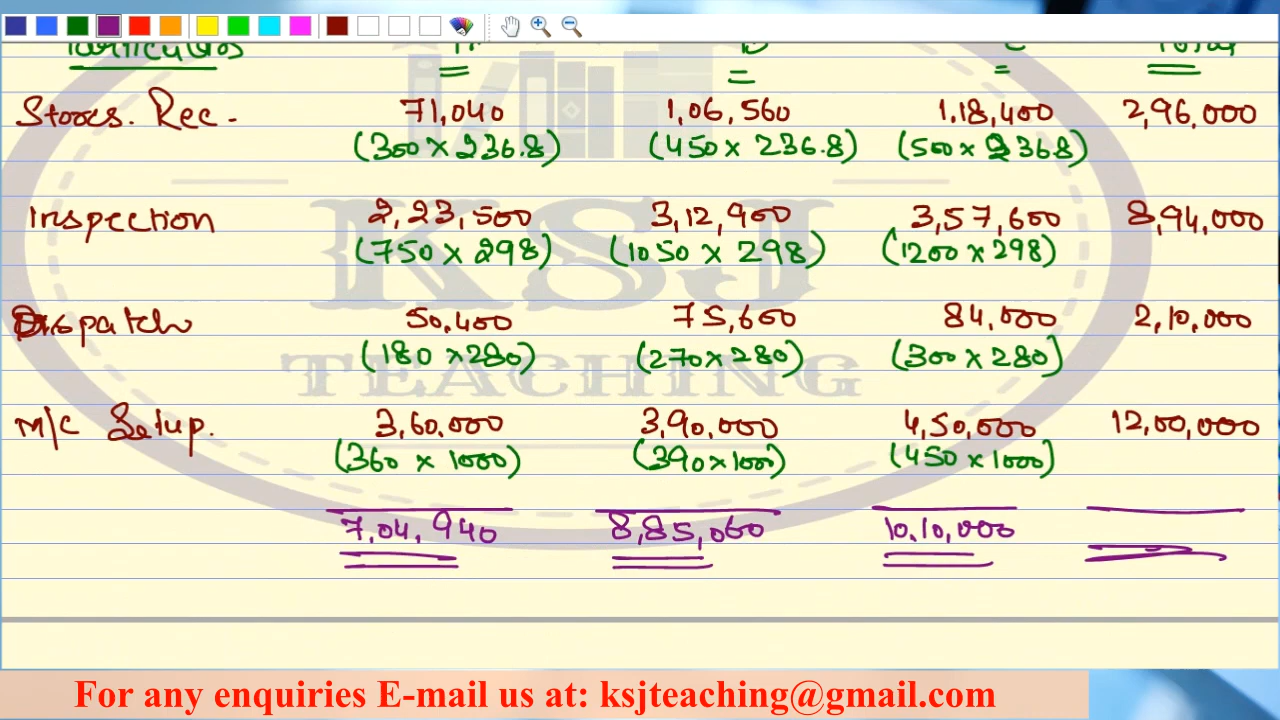 Particulars A B C Total
Stores. Rec. 71,040 1,06,560 1,18,400 2,96,000
(300 x 236.8) (450 x 236.8) (500 x 236.8)
Inspection 2,23,500 3,12,900 3,57,600 8,94,000
(750 x 298) (1050 x 298) (1200 x 298)
Dispatch 50,400 75,600 84,000 2,10,000
(180 x 280) (270 x 280) (300 x 280)
M/C Setup. 3,60,000 3,90,000 4,50,000 12,00,000
(360 x 1000) (390 x 1000) (450 x 1000)
7,04,940 8,85,060 10,10,000
KSJ
TEACHING
For any enquiries E-mail us at: ksjteaching@gmail.com